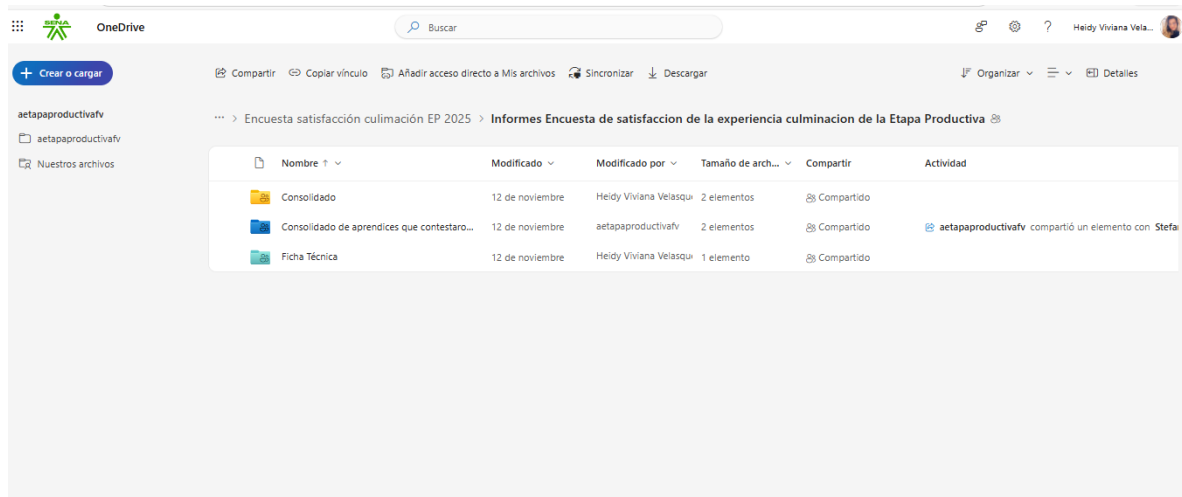 SENA
OneDrive
Buscar
?
Heidy Viviana Vela...
+ Crear o cargar
Compartir
Copiar vínculo
Añadir acceso directo a Mis archivos
Sincronizar
Descargar
Organizar
Detalles
aetapaproductivafv
aetapaproductivafv
Nuestros archivos
··· > Encuesta satisfacción culimación EP 2025 > Informes Encuesta de satisfaccion de la experiencia culminacion de la Etapa Productiva
Nombre ↑ Modificado Modificado por Tamaño de arch... Compartir Actividad
Consolidado 12 de noviembre Heidy Viviana Velasqu 2 elementos Compartido
Consolidado de aprendices que contestaro... 12 de noviembre aetapaproductivafv 2 elementos Compartido aetapaproductivafv compartió un elemento con Stefa
Ficha Técnica 12 de noviembre Heidy Viviana Velasqu 1 elemento Compartido